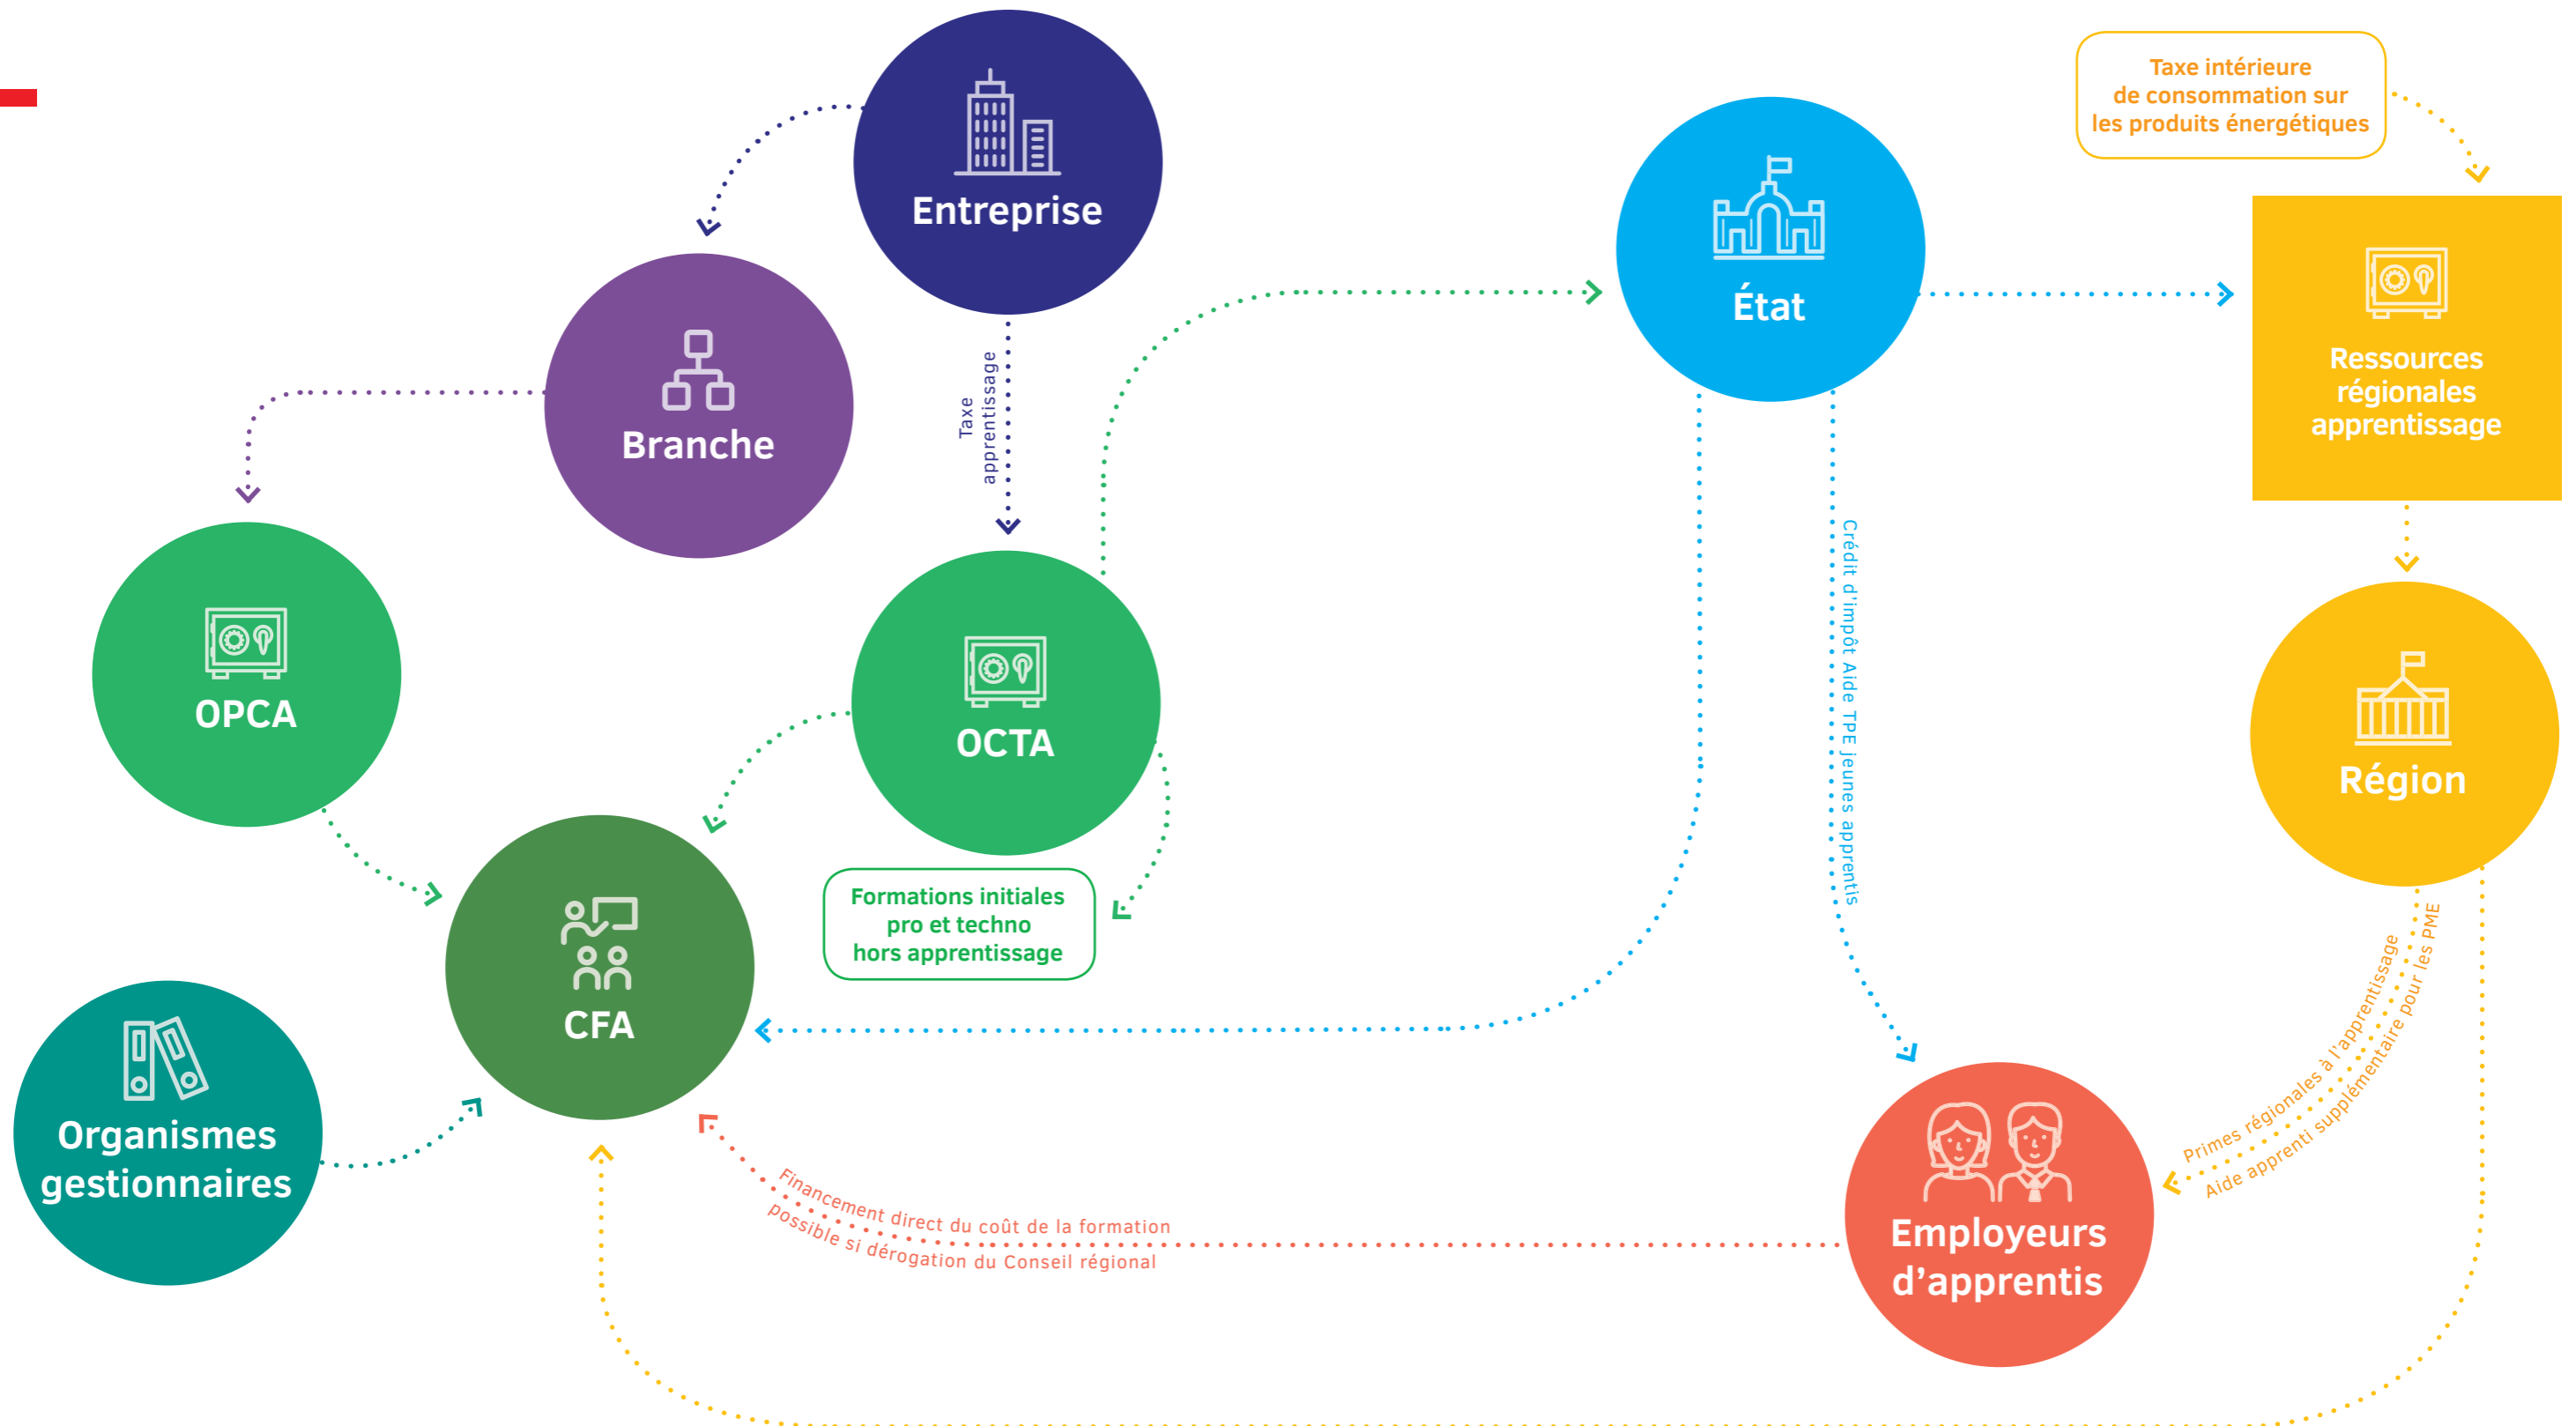 Entreprise
Taxe intérieure
de consommation sur
les produits énergétiques
État
Ressources
régionales
apprentissage
Branche
Taxe
apprentissage
OPCA
OCTA
Crédit d'impôt Aide TPE jeunes apprentis
Région
Formations initiales
pro et techno
hors apprentissage
CFA
Primes régionales à l'apprentissage
Aide apprenti supplémentaire pour les PME
Organismes
gestionnaires
Financement direct du coût de la formation
possible si dérogation du Conseil régional
Employeurs
d'apprentis